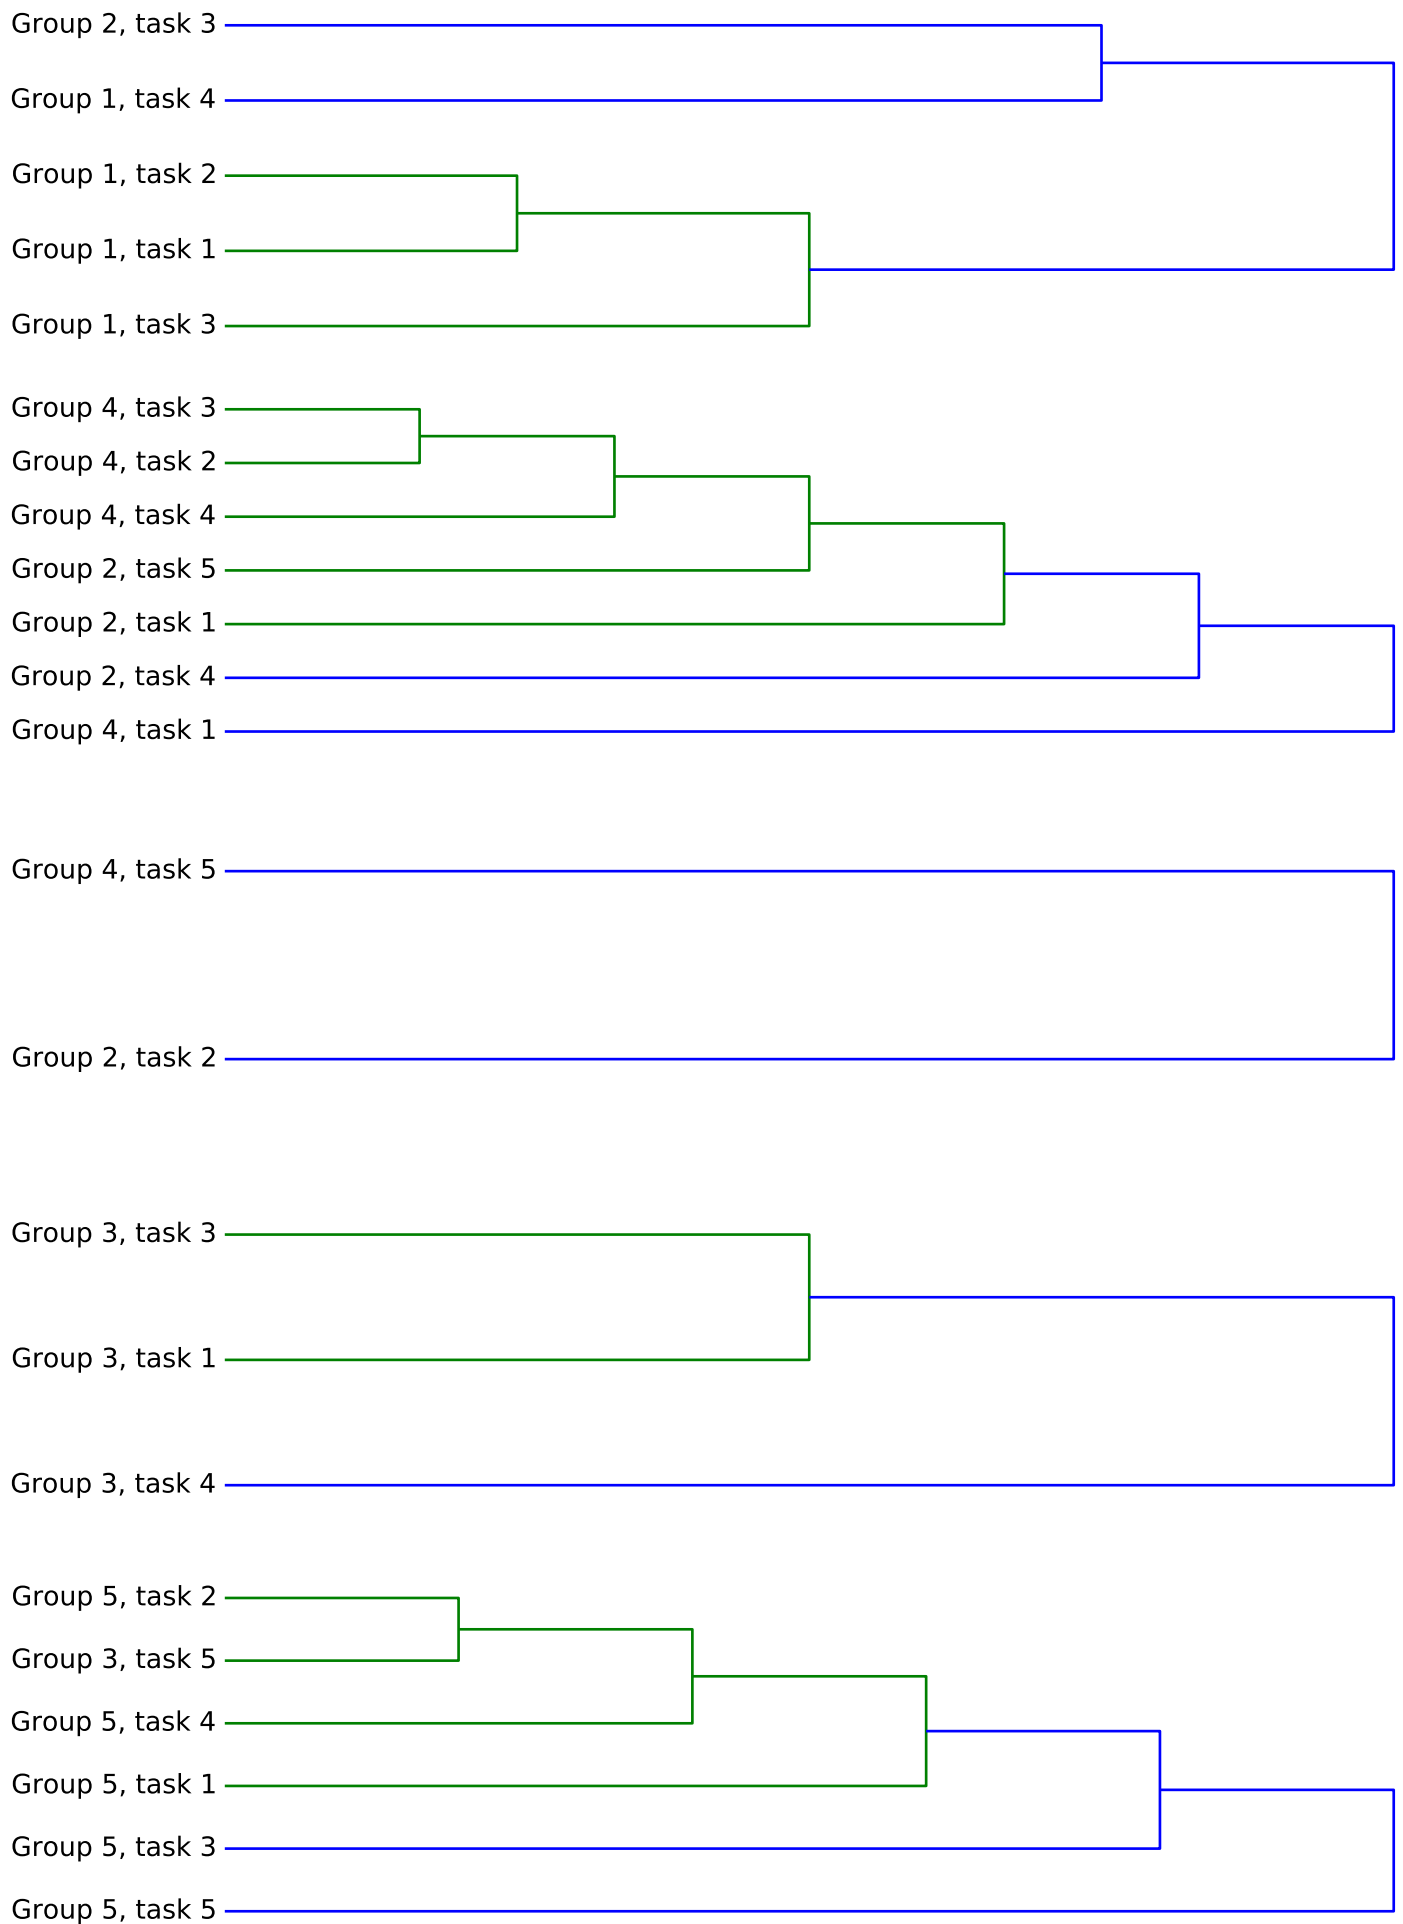 Group 2, task 3
Group 1, task 4
Group 1, task 2
Group 1, task 1
Group 1, task 3
Group 4, task 3
Group 4, task 2
Group 4, task 4
Group 2, task 5
Group 2, task 1
Group 2, task 4
Group 4, task 1
Group 4, task 5
Group 2, task 2
Group 3, task 3
Group 3, task 1
Group 3, task 4
Group 5, task 2
Group 3, task 5
Group 5, task 4
Group 5, task 1
Group 5, task 3
Group 5, task 5